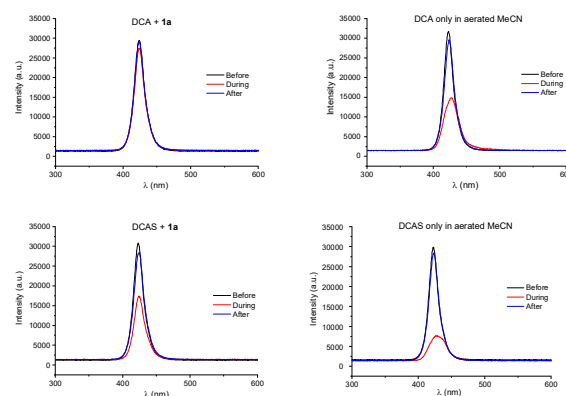 DCA + 1a
35000
30000
25000
20000
15000
10000
5000
0
Intensity (a.u.)
Before
During
After
300
400
500
600
λ (nm)
DCA only in aerated MeCN
35000
30000
25000
20000
15000
10000
5000
0
Intensity (a.u.)
Before
During
After
300
400
500
600
λ (nm)
DCAS + 1a
35000
30000
25000
20000
15000
10000
5000
0
Intensity (a.u.)
Before
During
After
300
400
500
600
λ (nm)
DCAS only in aerated MeCN
35000
30000
25000
20000
15000
10000
5000
0
Intensity (a.u.)
Before
During
After
300
400
500
600
λ (nm)